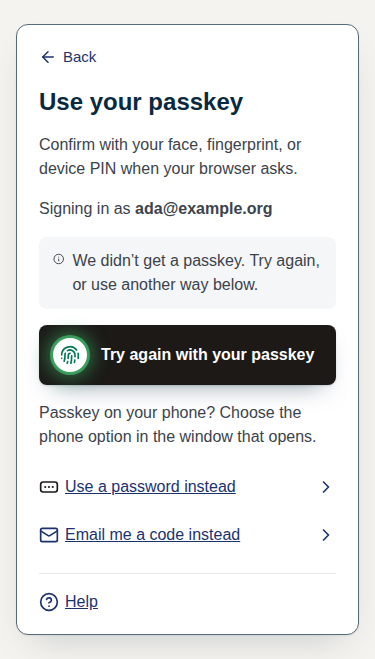 Back
Use your passkey
Confirm with your face, fingerprint, or
device PIN when your browser asks.
Signing in as ada@example.org
We didn’t get a passkey. Try again,
or use another way below.
Try again with your passkey
Passkey on your phone? Choose the
phone option in the window that opens.
Use a password instead
Email me a code instead
Help